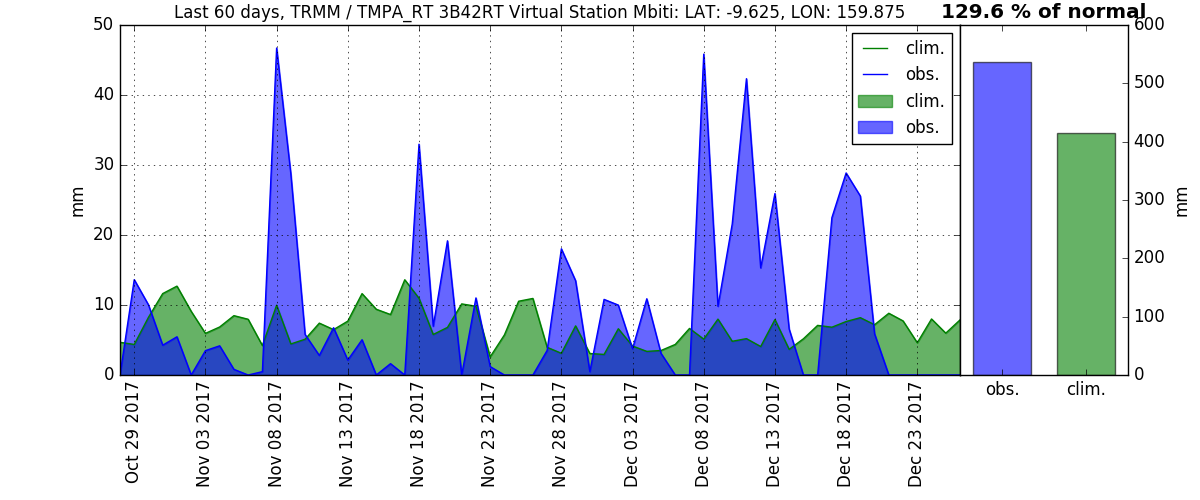 Last 60 days, TRMM / TMPA_RT 3B42RT Virtual Station Mbiti: LAT: -9.625, LON: 159.875
129.6 % of normal
50
40
30
20
10
0
mm
clim.
obs.
clim.
obs.
Oct 29 2017
Nov 03 2017
Nov 08 2017
Nov 13 2017
Nov 18 2017
Nov 23 2017
Nov 28 2017
Dec 03 2017
Dec 08 2017
Dec 13 2017
Dec 18 2017
Dec 23 2017
600
500
400
300
200
100
0
mm
obs.
clim.